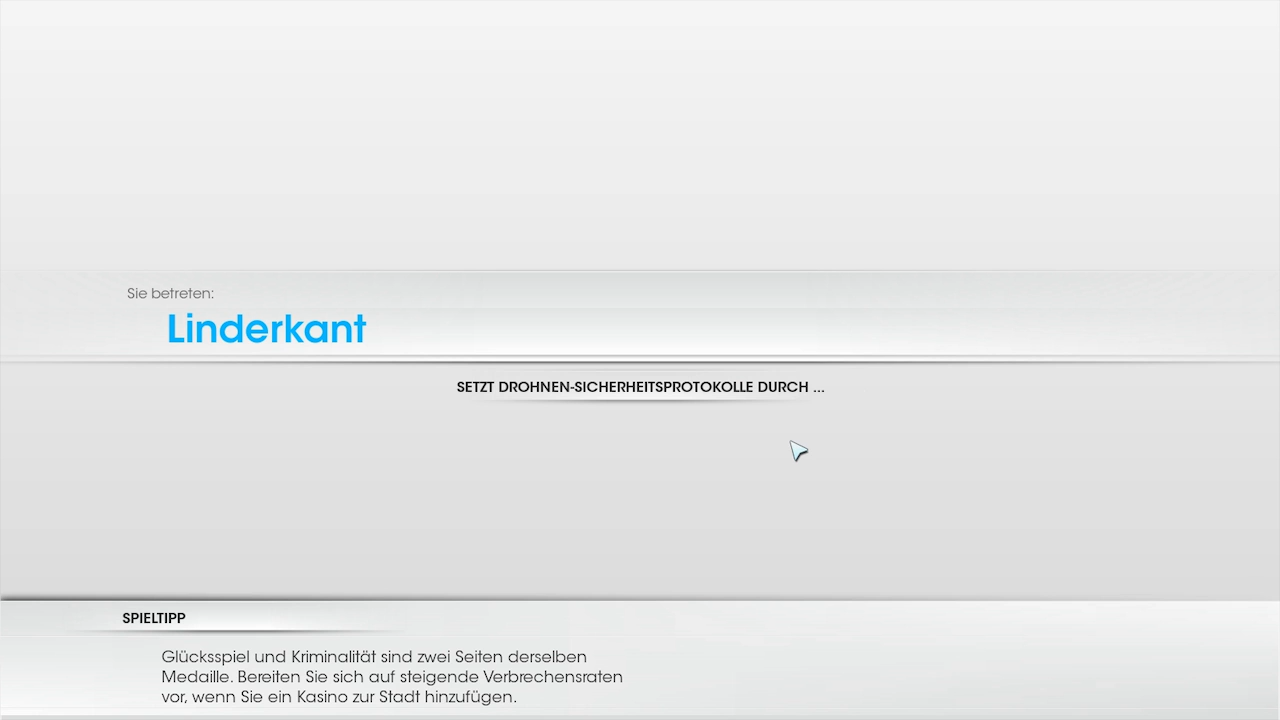 Sie betreten:
Linderkant
SETZT DROHNEN-SICHERHEITSPROTOKOLLE DURCH ...
SPIELTIPP
Glücksspiel und Kriminalität sind zwei Seiten derselben
Medaille. Bereiten Sie sich auf steigende Verbrechensraten
vor, wenn Sie ein Kasino zur Stadt hinzufügen.